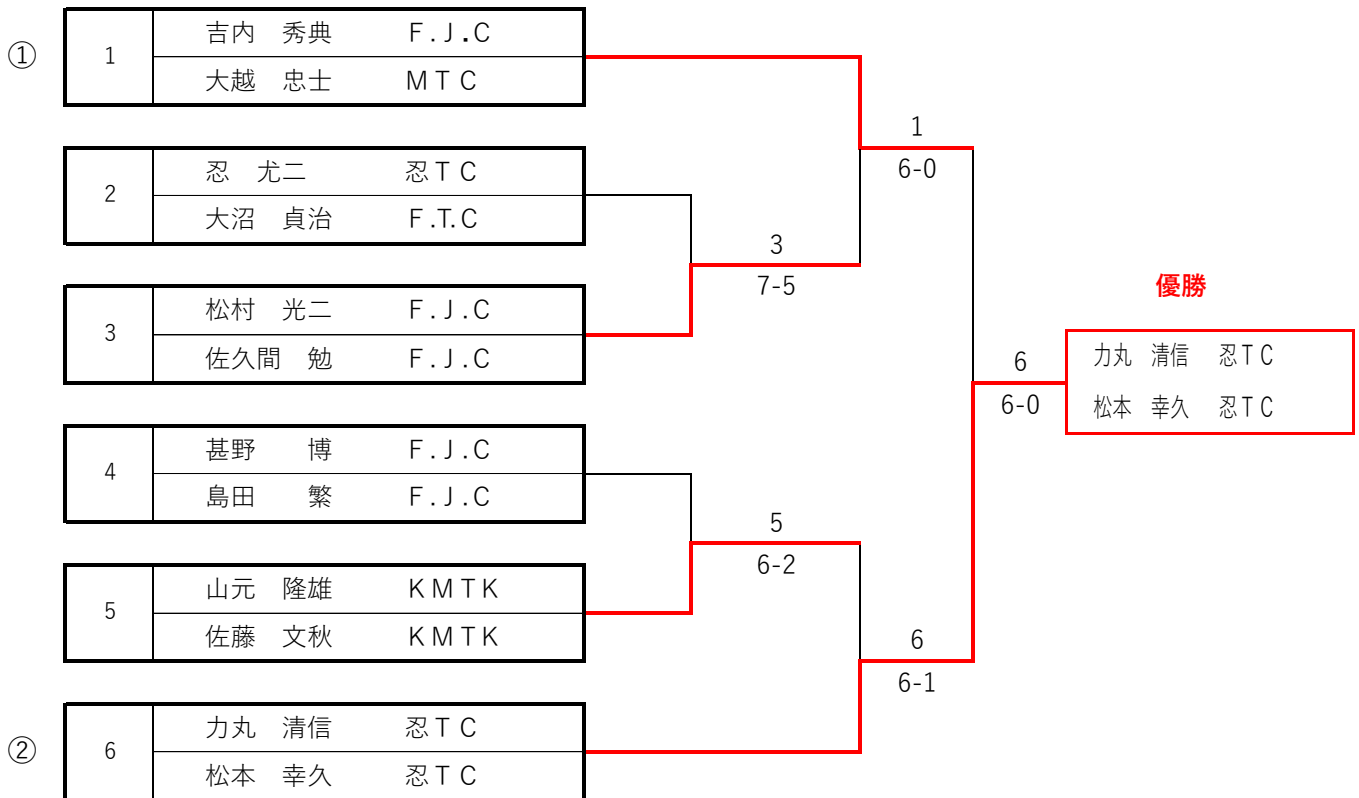 ①
1
吉内　秀典　F.J.C
大越　忠士　MTC
2
忍　尤二　忍TC
大沼　貞治　F.T.C
3
松村　光二　F.J.C
佐久間　勉　F.J.C
4
甚野　博　F.J.C
島田　繁　F.J.C
5
山元　隆雄　KMTK
佐藤　文秋　KMTK
②
6
力丸　清信　忍TC
松本　幸久　忍TC
3
7-5
5
6-2
1
6-0
6
6-1
6
6-0
優勝
力丸　清信　忍TC
松本　幸久　忍TC